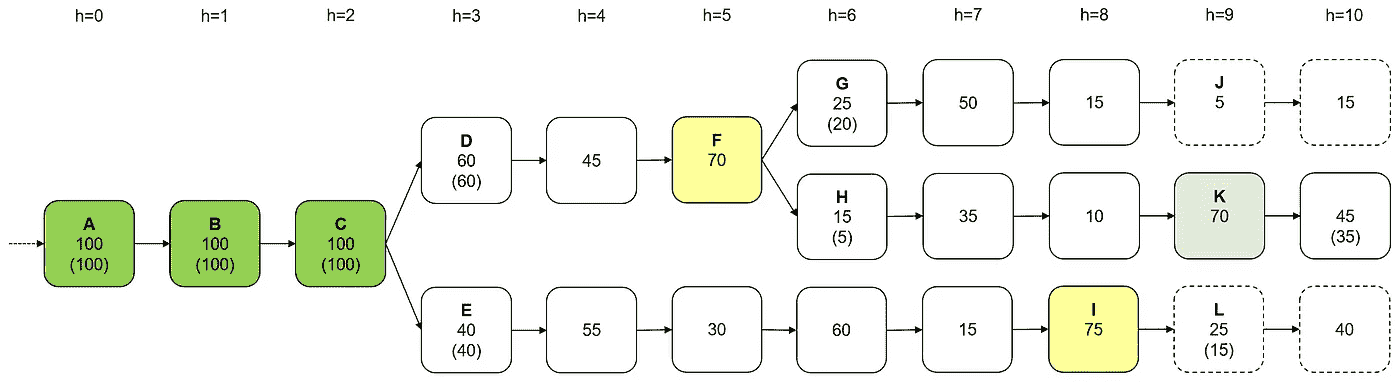 h=0 h=1 h=2 h=3 h=4 h=5 h=6 h=7 h=8 h=9 h=10
G
25
(20)
50
15
J
5
15
D
60
(60)
45
F
70
H
15
(5)
35
10
K
70
45
(35)
A
100
(100)
B
100
(100)
C
100
(100)
E
40
(40)
55
30
60
15
I
75
L
25
(15)
40